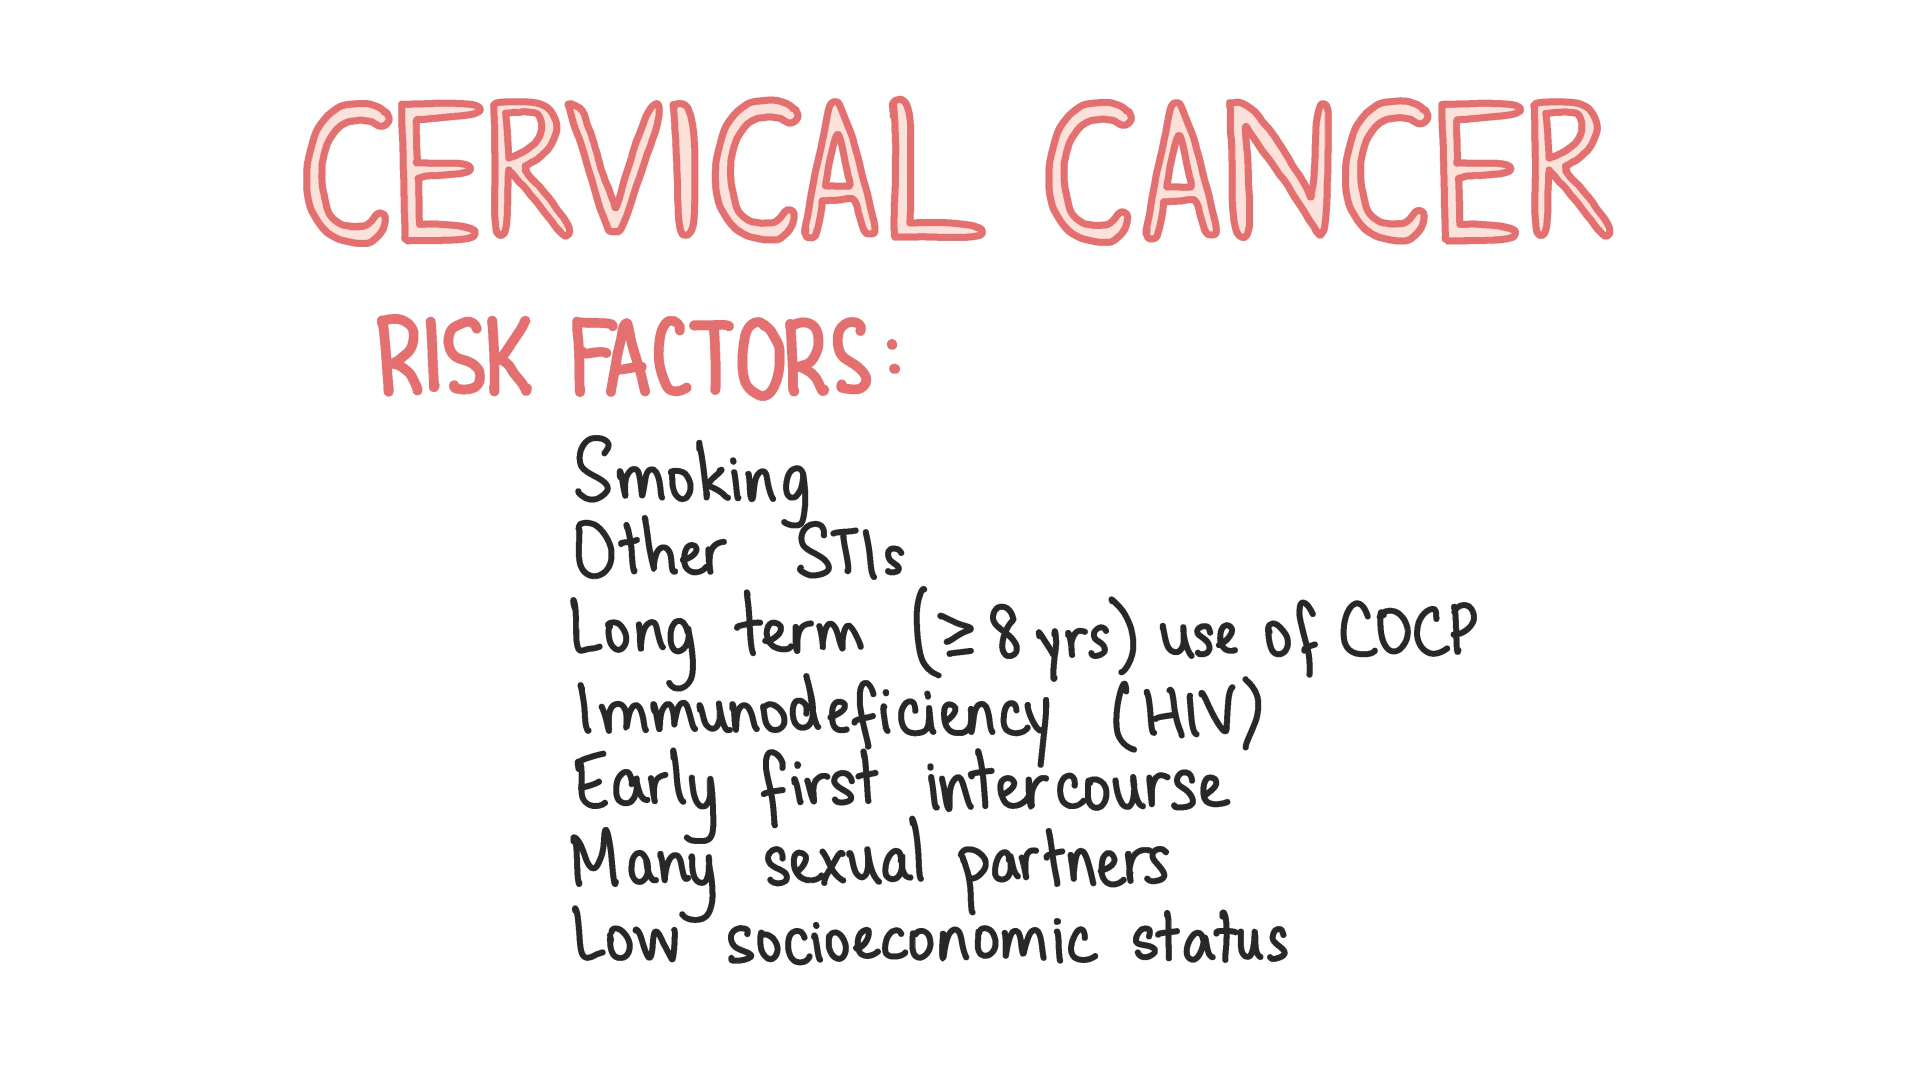 CERVICAL CANCER
RISK FACTORS:
Smoking
Other STIs
Long term (≥8 yrs) use of COCP
Immunodeficiency (HIV)
Early first intercourse
Many sexual partners
Low socioeconomic status